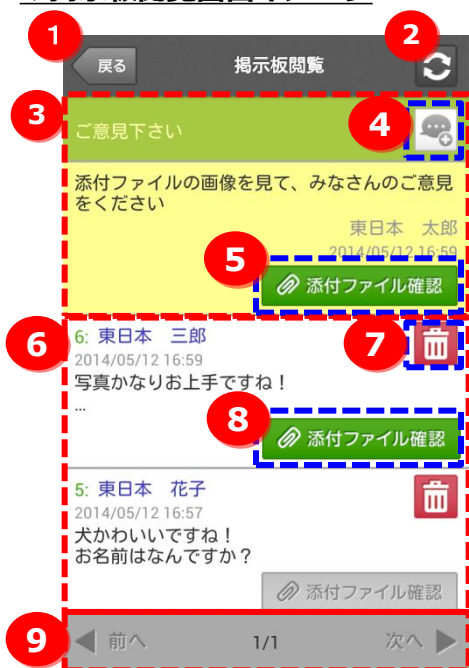 1
2
戻る
掲示板閲覧
3
ご意見下さい
4
添付ファイルの画像を見て、みなさんのご意見
をください
東日本 太郎
2014/05/12 16:59
5
添付ファイル確認
6
6: 東日本 三郎
7
2014/05/12 16:59
写真かなりお上手ですね！
...
8
添付ファイル確認
5: 東日本 花子
2014/05/12 16:57
犬かわいいですね！
お名前はなんですか？
添付ファイル確認
9
前へ
1/1
次へ